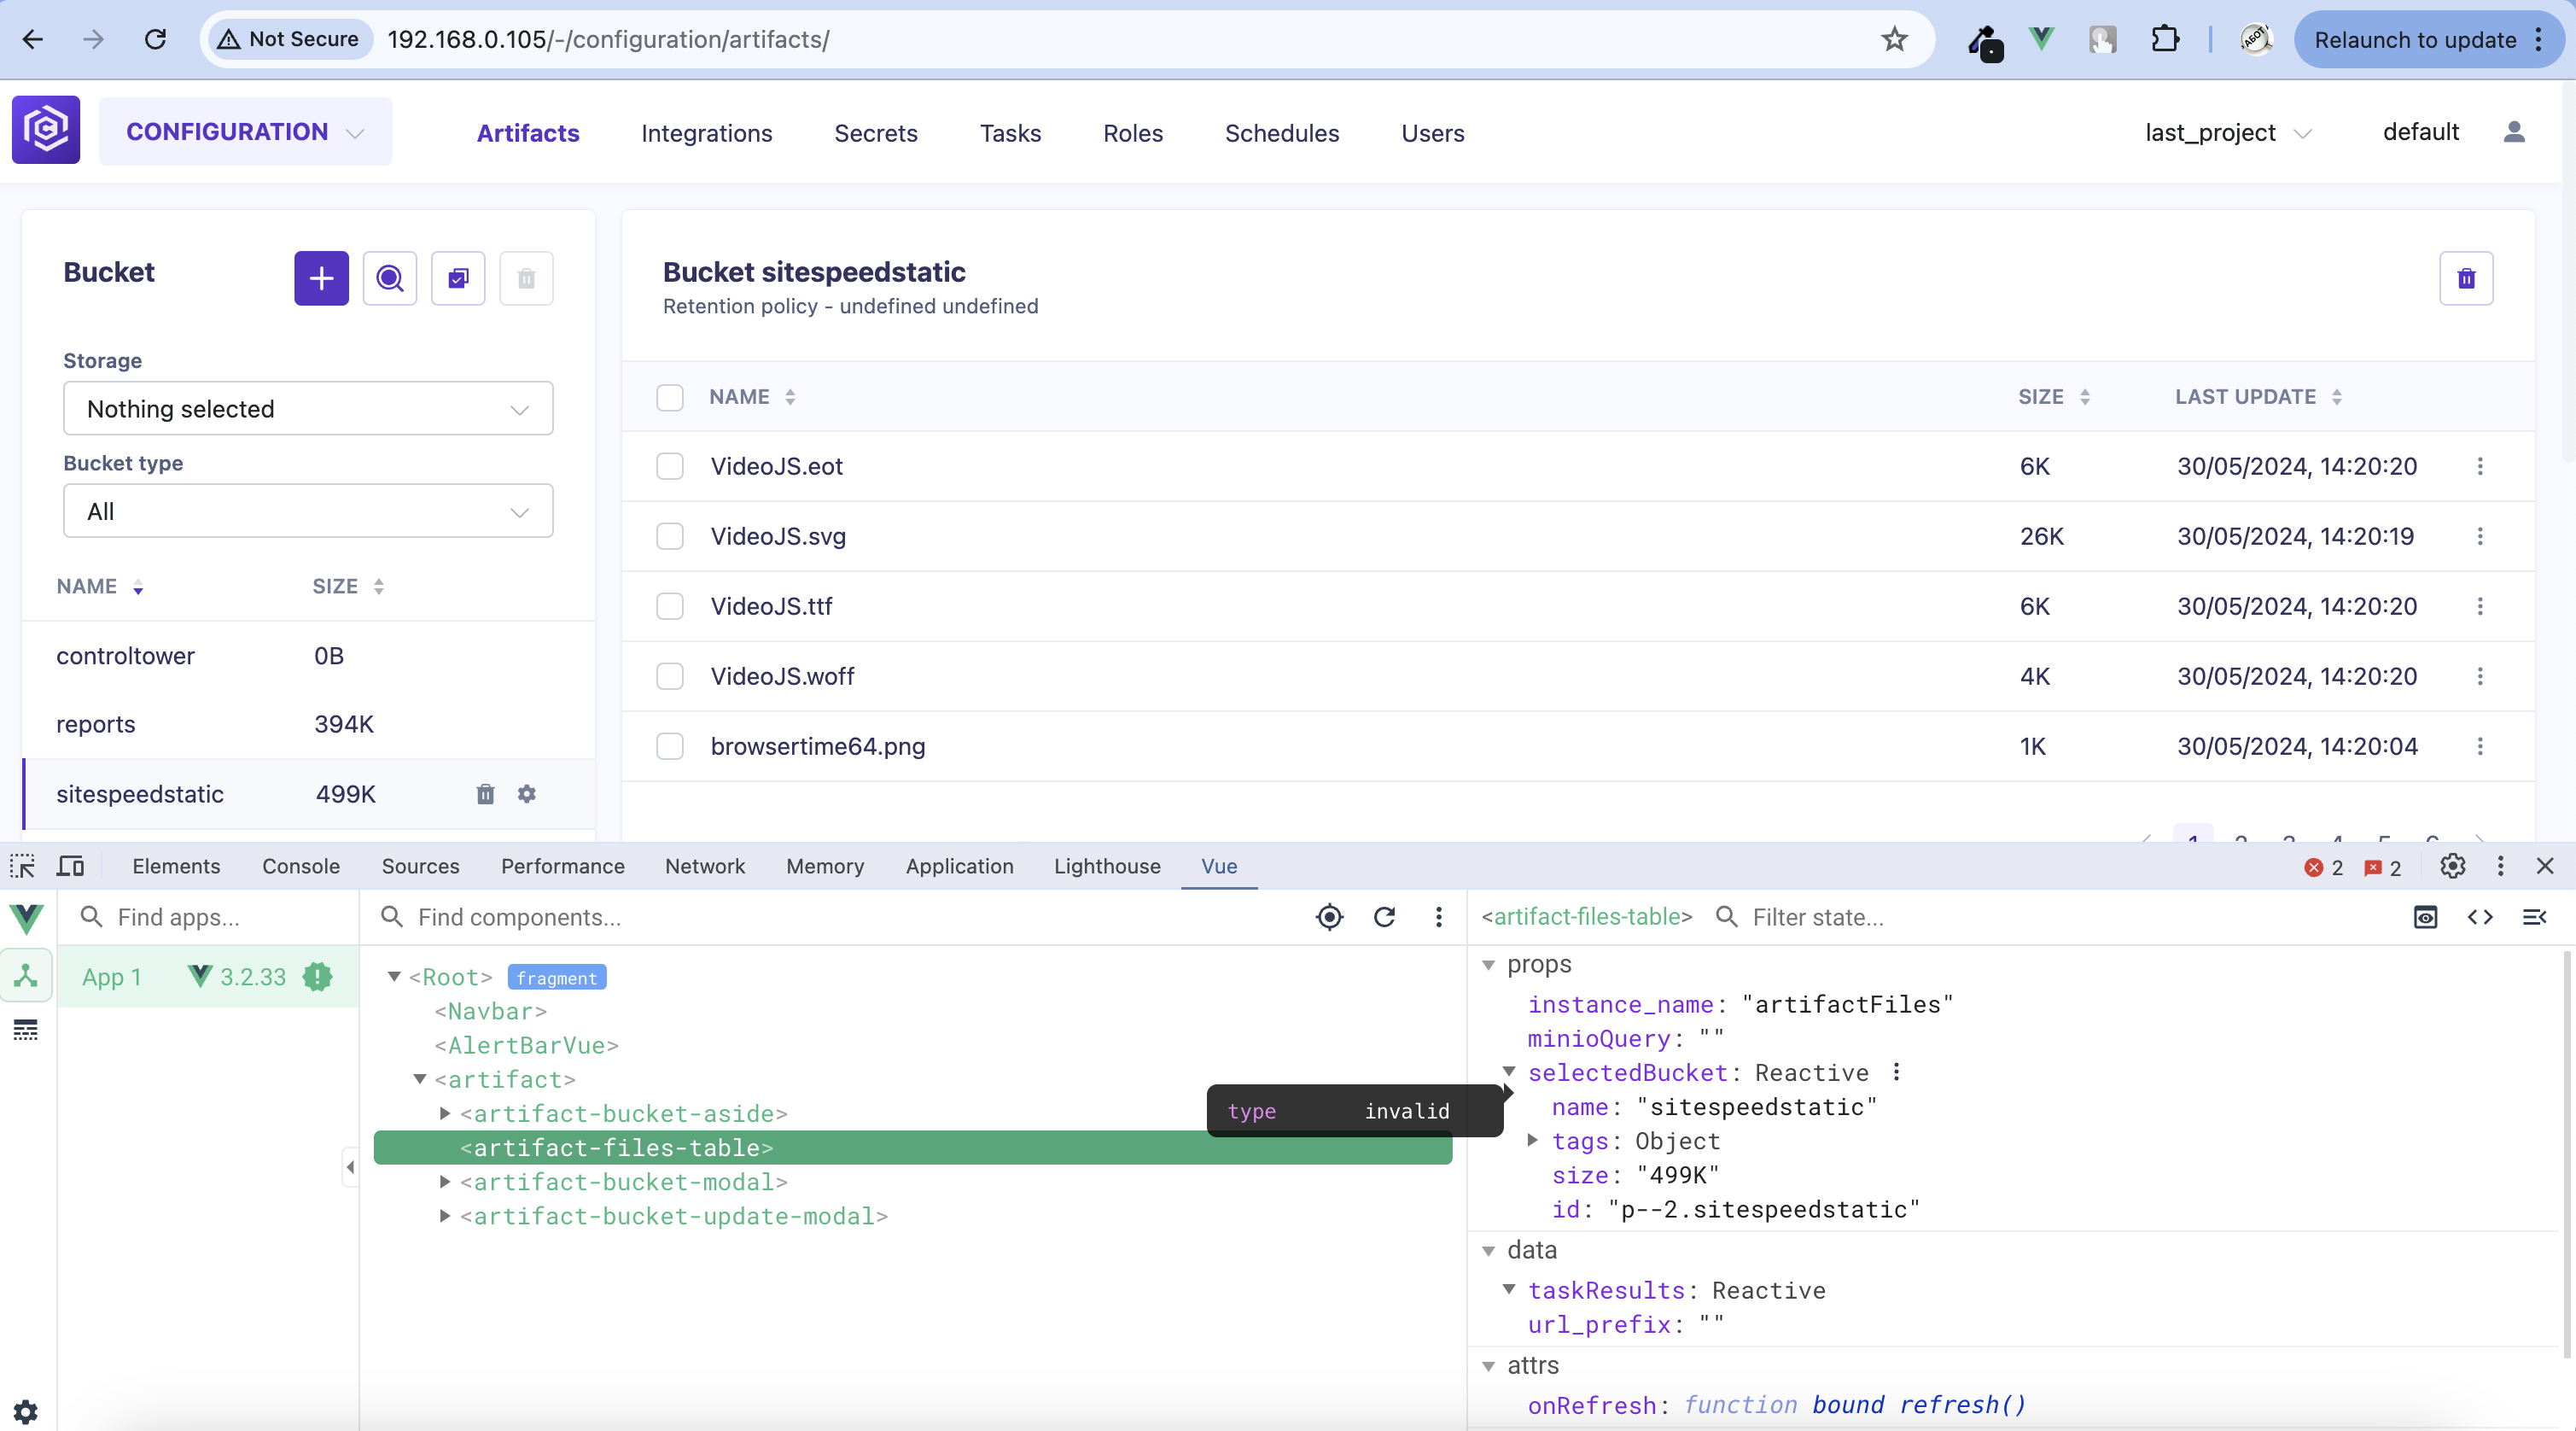 Not Secure 192.168.0.105/-/configuration/artifacts/ Relaunch to update
CONFIGURATION Artifacts Integrations Secrets Tasks Roles Schedules Users last_project default
Bucket
Storage
Nothing selected
Bucket type
All
NAME SIZE
controltower 0B
reports 394K
sitespeedstatic 499K
Bucket sitespeedstatic
Retention policy - undefined undefined
NAME SIZE LAST UPDATE
VideoJS.eot 6K 30/05/2024, 14:20:20
VideoJS.svg 26K 30/05/2024, 14:20:19
VideoJS.ttf 6K 30/05/2024, 14:20:20
VideoJS.woff 4K 30/05/2024, 14:20:20
browsertime64.png 1K 30/05/2024, 14:20:04
1 2 3 4 5 6
Elements Console Sources Performance Network Memory Application Lighthouse Vue 2 2
Find apps...
App 1 3.2.33
Find components...
<Root> fragment
<Navbar>
<AlertBarVue>
<artifact>
<artifact-bucket-aside>
<artifact-files-table>
<artifact-bucket-modal>
<artifact-bucket-update-modal>
type invalid
<artifact-files-table> Filter state...
props
instance_name: "artifactFiles"
minioQuery: ""
selectedBucket: Reactive
name: "sitespeedstatic"
tags: Object
size: "499K"
id: "p--2.sitespeedstatic"
data
taskResults: Reactive
url_prefix: ""
attrs
onRefresh: function bound refresh()